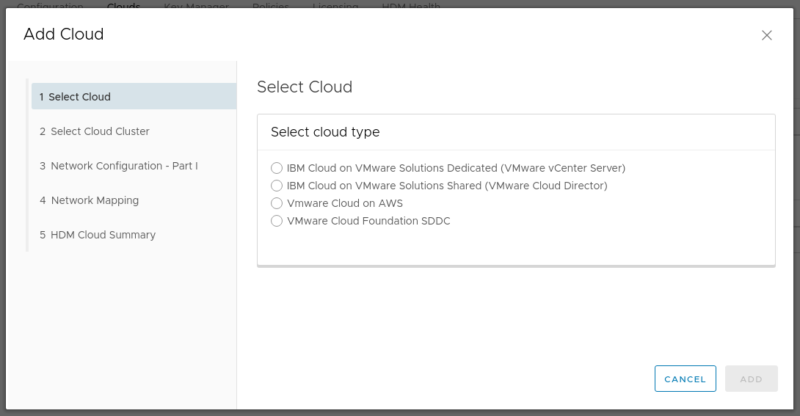 Configuration Clouds Key Manager Policies Licensing HDM Health
Add Cloud
1 Select Cloud
2 Select Cloud Cluster
3 Network Configuration - Part I
4 Network Mapping
5 HDM Cloud Summary
Select Cloud
Select cloud type
IBM Cloud on VMware Solutions Dedicated (VMware vCenter Server)
IBM Cloud on VMware Solutions Shared (VMware Cloud Director)
Vmware Cloud on AWS
VMware Cloud Foundation SDDC
CANCEL ADD